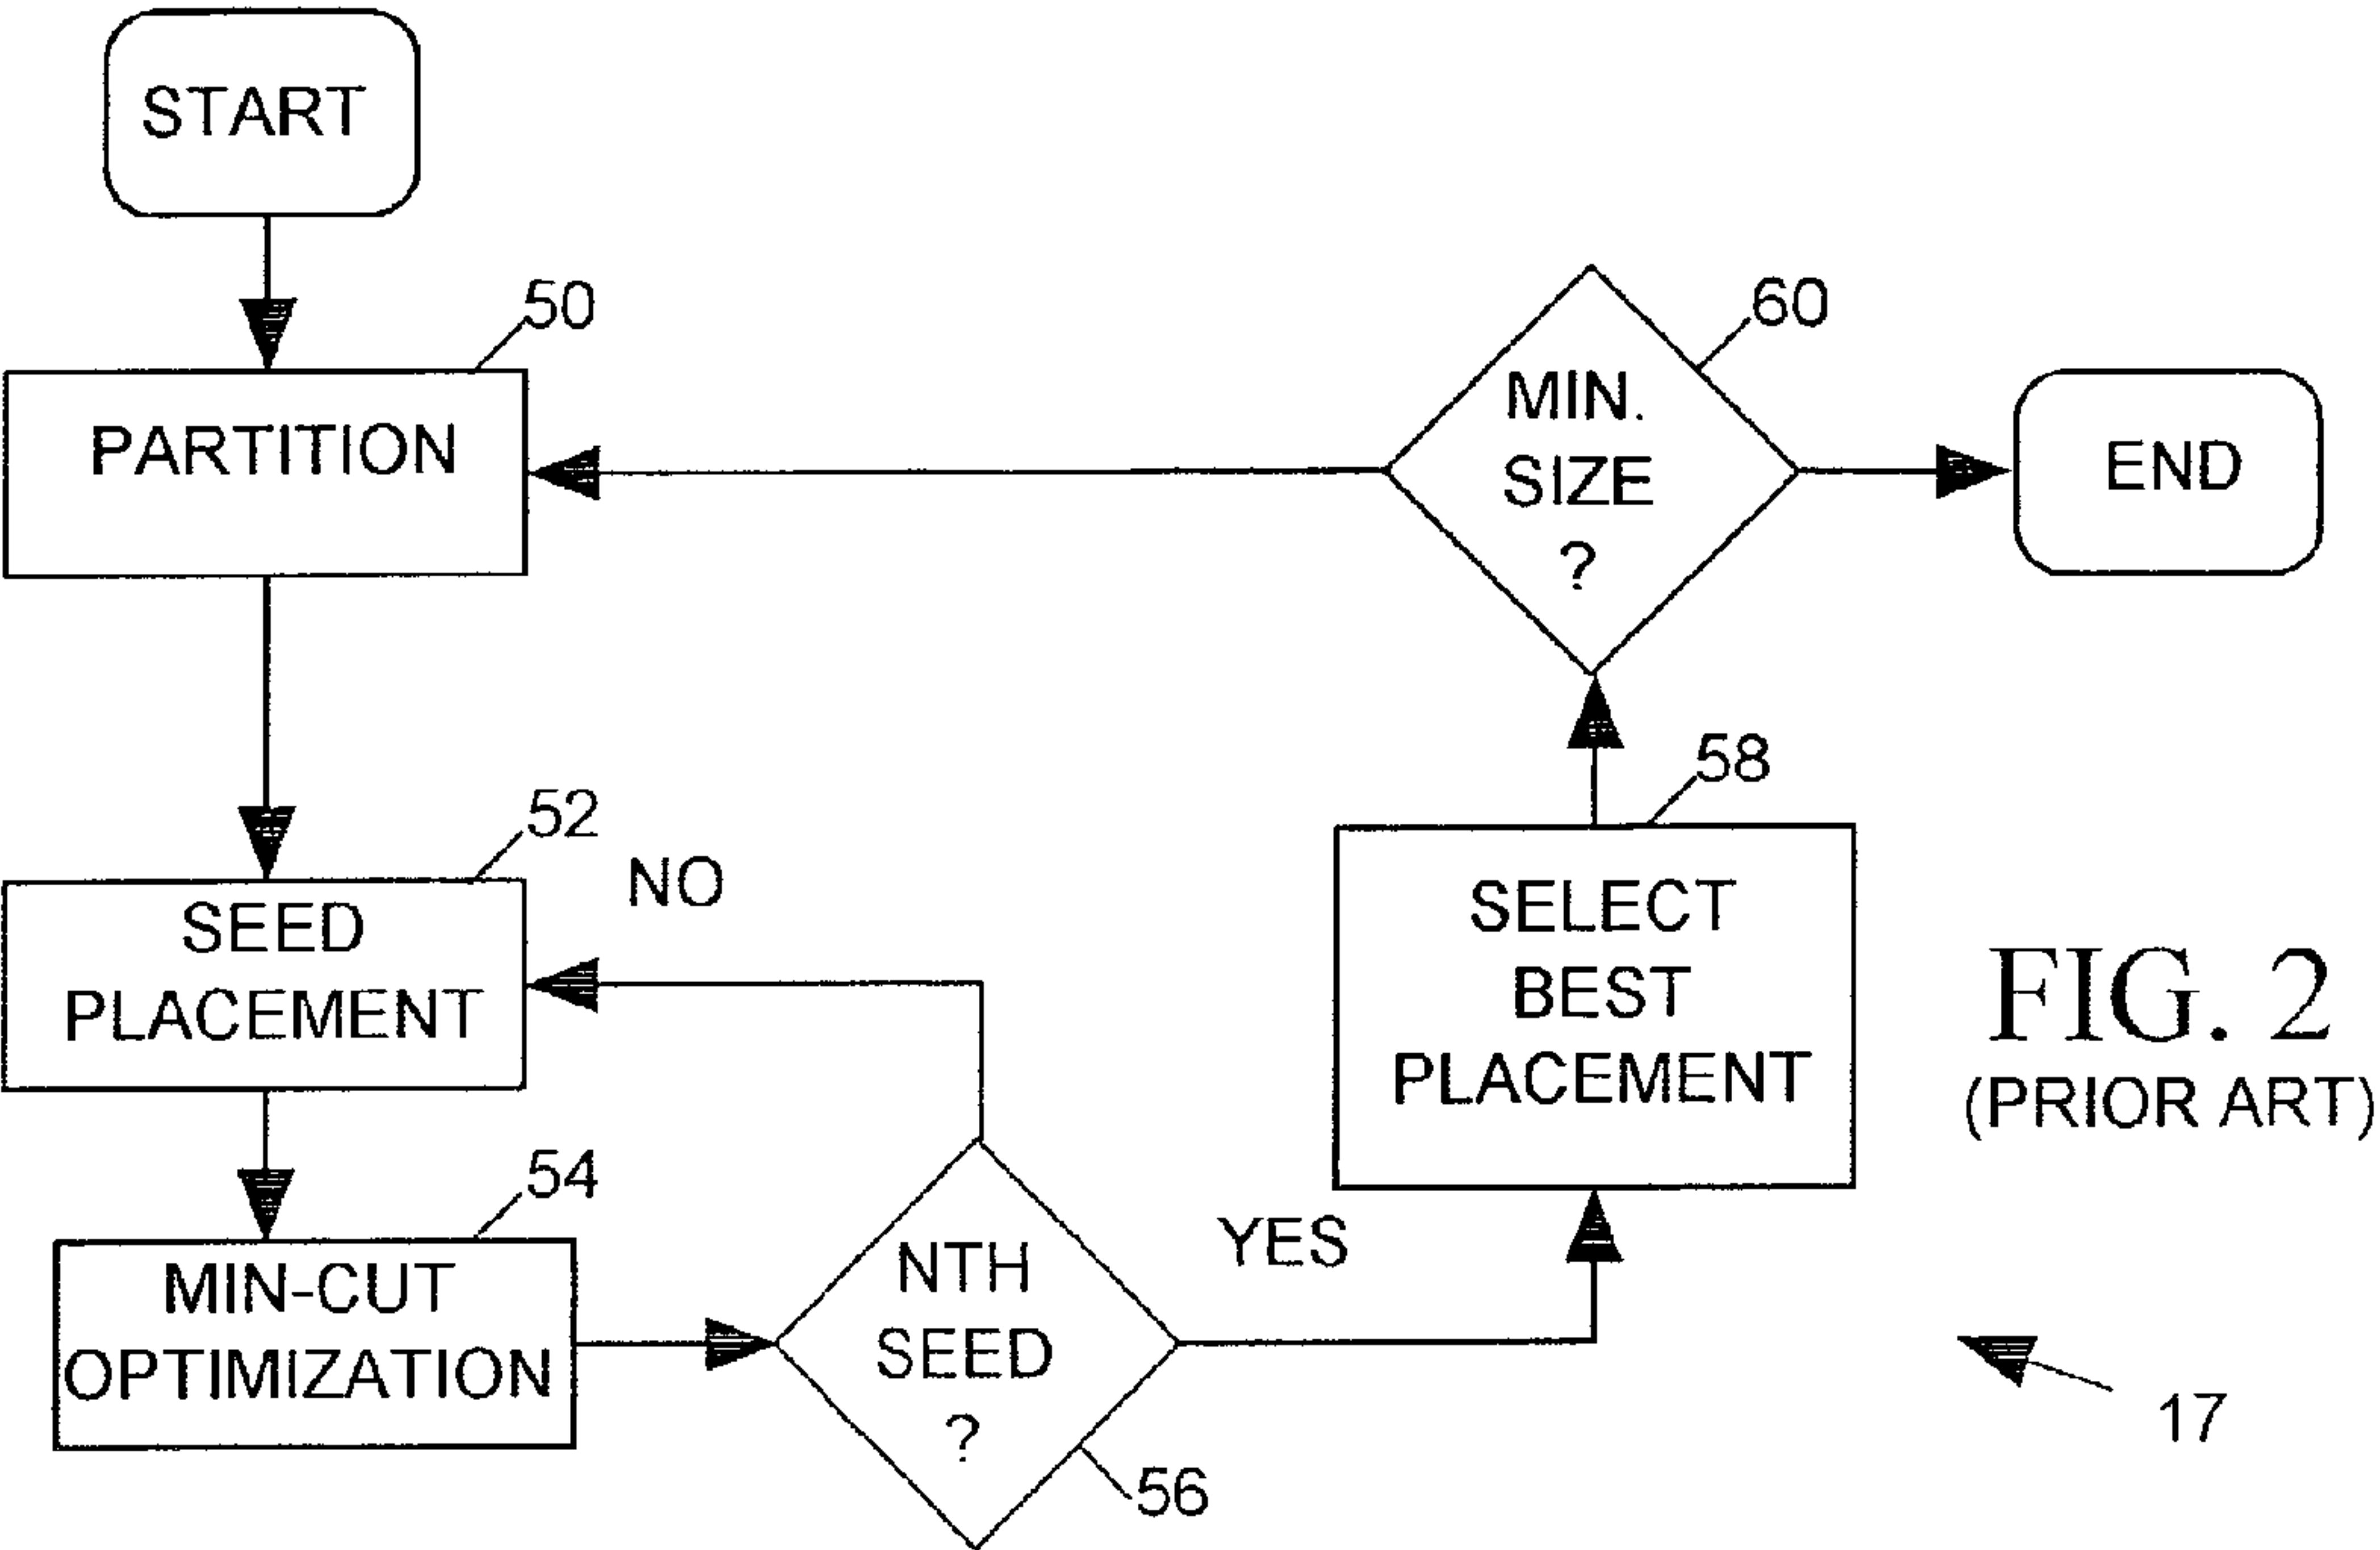 START
50
PARTITION
60
MIN.
SIZE
?
END
52
NO
SEED
PLACEMENT
58
SELECT
BEST
PLACEMENT
FIG. 2
(PRIOR ART)
54
MIN-CUT
OPTIMIZATION
NTH
SEED
?
YES
56
17